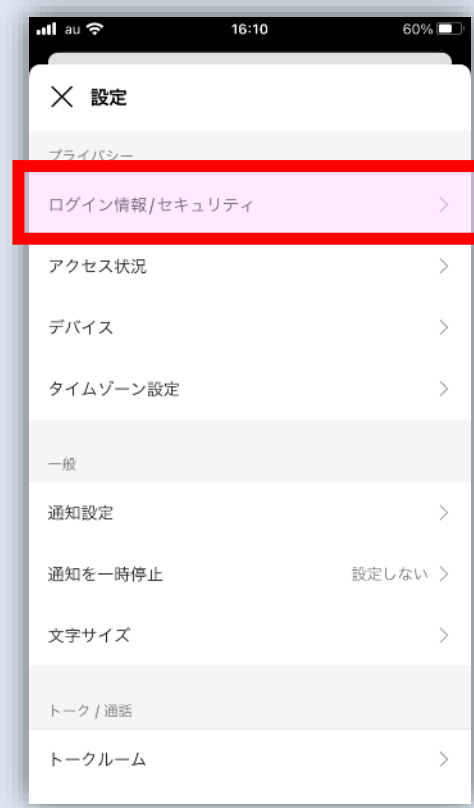 au 16:10 60%
設定
プライバシー
ログイン情報/セキュリティ
アクセス状況
デバイス
タイムゾーン設定
一般
通知設定
通知を一時停止 設定しない
文字サイズ
トーク / 通話
トークルーム